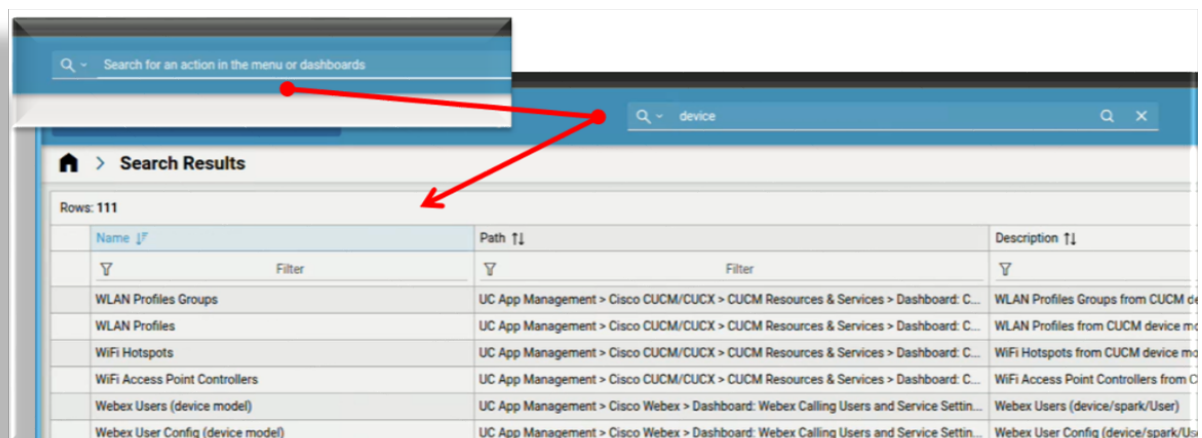 Search for an action in the menu or dashboards
device
Search Results
Rows: 111
Name Path Description
Filter Filter
WLAN Profiles Groups UC App Management > Cisco CUCM/CUCX > CUCM Resources & Services > Dashboard: C... WLAN Profiles Groups from CUCM de
WLAN Profiles UC App Management > Cisco CUCM/CUCX > CUCM Resources & Services > Dashboard: C... WLAN Profiles from CUCM device mo
WiFi Hotspots UC App Management > Cisco CUCM/CUCX > CUCM Resources & Services > Dashboard: C... WiFi Hotspots from CUCM device mo
WiFi Access Point Controllers UC App Management > Cisco CUCM/CUCX > CUCM Resources & Services > Dashboard: C... WiFi Access Point Controllers from C
Webex Users (device model) UC App Management > Cisco Webex > Dashboard: Webex Calling Users and Service Settin... Webex Users (device/spark/User)
Webex User Config (device model) UC App Management > Cisco Webex > Dashboard: Webex Calling Users and Service Settin... Webex User Config (device/spark/Us